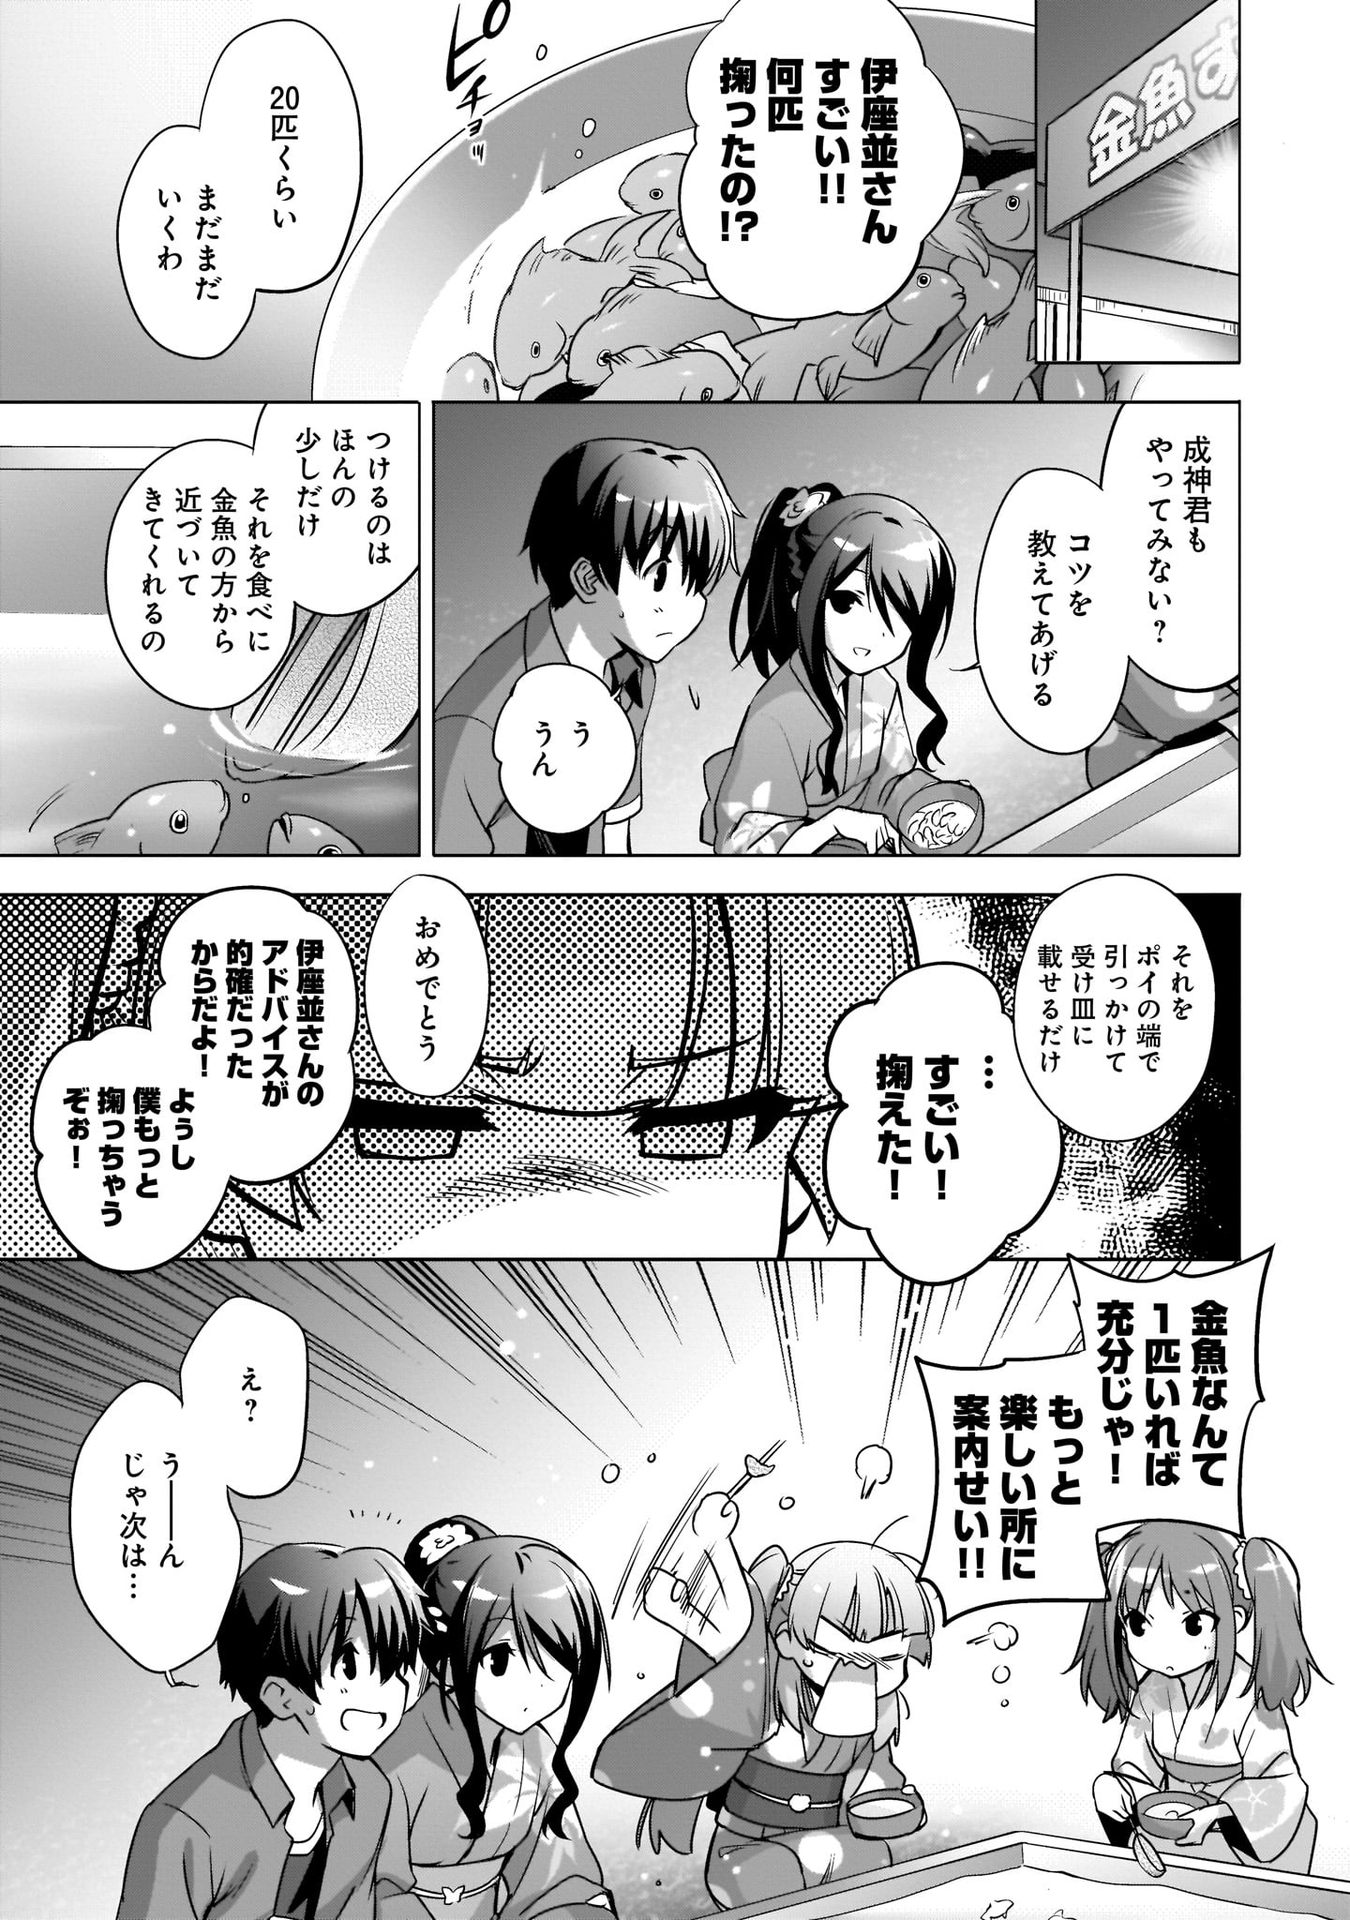 金魚す
伊座並さん
すごい!!
何匹
掬ったの!?
ピチョッ
20匹くらい
まだまだ
いくわ
成神君も
やってみない?
コツを
教えてあげる
う
うん
つけるのは
ほんの
少しだけ
それを食べに
金魚の方から
近づいて
きてくれるの
それを
ポイの端で
引っかけて
受け皿に
載せるだけ
…
すごい!
掬えた!
おめでとう
伊座並さんの
アドバイスが
的確だった
からだよ!
よぅし
僕もっと
掬っちゃう
ぞぉ!
金魚なんて
1匹いれば
充分じゃ!
もっと
楽しい所に
案内せい!!
え?
うーーん
じゃ次は…